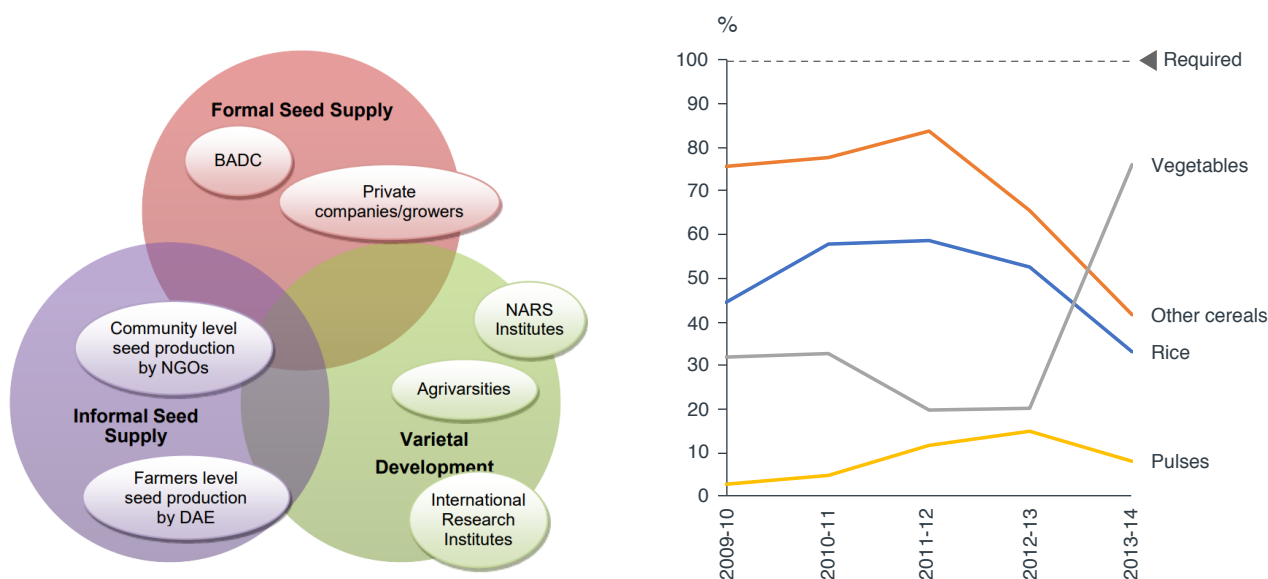 Formal Seed Supply
BADC
Private
companies/growers
NARS
Institutes
Community level
seed production
by NGOs
Agrivarsities
Informal Seed
Supply
Varietal
Development
Farmers level
seed production
by DAE
International
Research
Institutes
%
100
90
80
70
60
50
40
30
20
10
0
Required
Vegetables
Other cereals
Rice
Pulses
2009-10
2010-11
2011-12
2012-13
2013-14